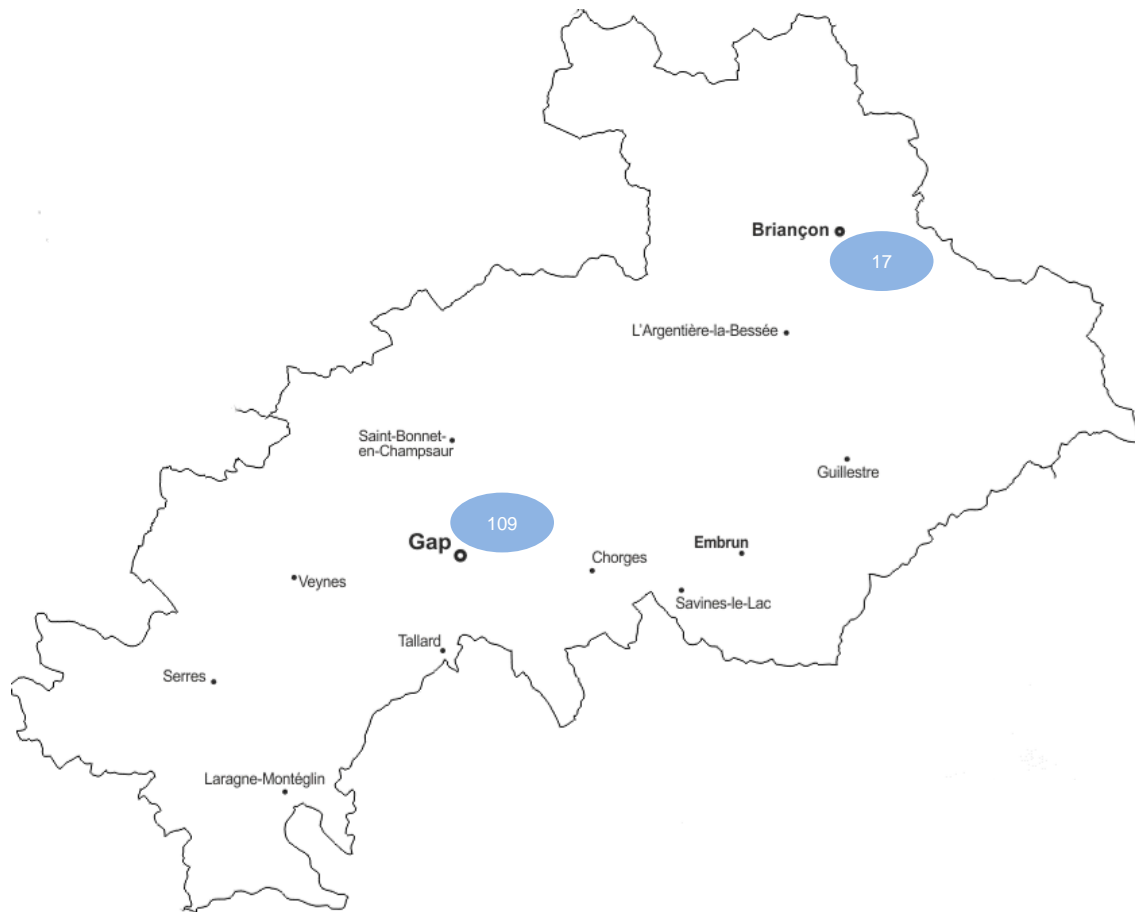 Briançon
17
L'Argentière-la-Bessée
Saint-Bonnet-
en-Champsaur
Guillestre
109
Gap
Embrun
Chorges
Veynes
Savines-le-Lac
Tallard
Serres
Laragne-Montéglin